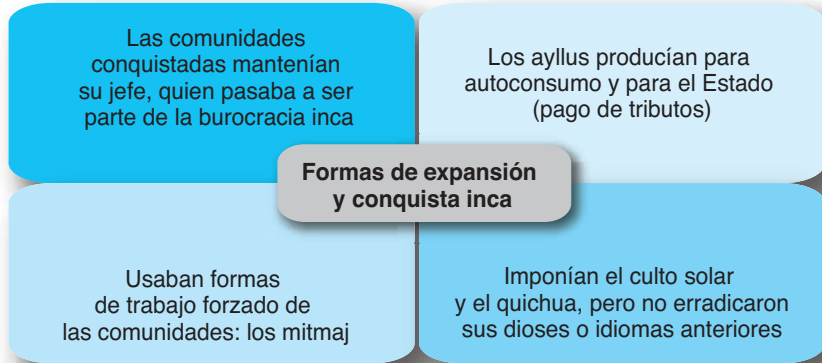 Las comunidades
conquistadas mantenían
su jefe, quien pasaba a ser
parte de la burocracia inca
Los ayllus producían para
autoconsumo y para el Estado
(pago de tributos)
Formas de expansión
y conquista inca
Usaban formas
de trabajo forzado de
las comunidades: los mitmaj
Imponían el culto solar
y el quichua, pero no erradicaron
sus dioses o idiomas anteriores